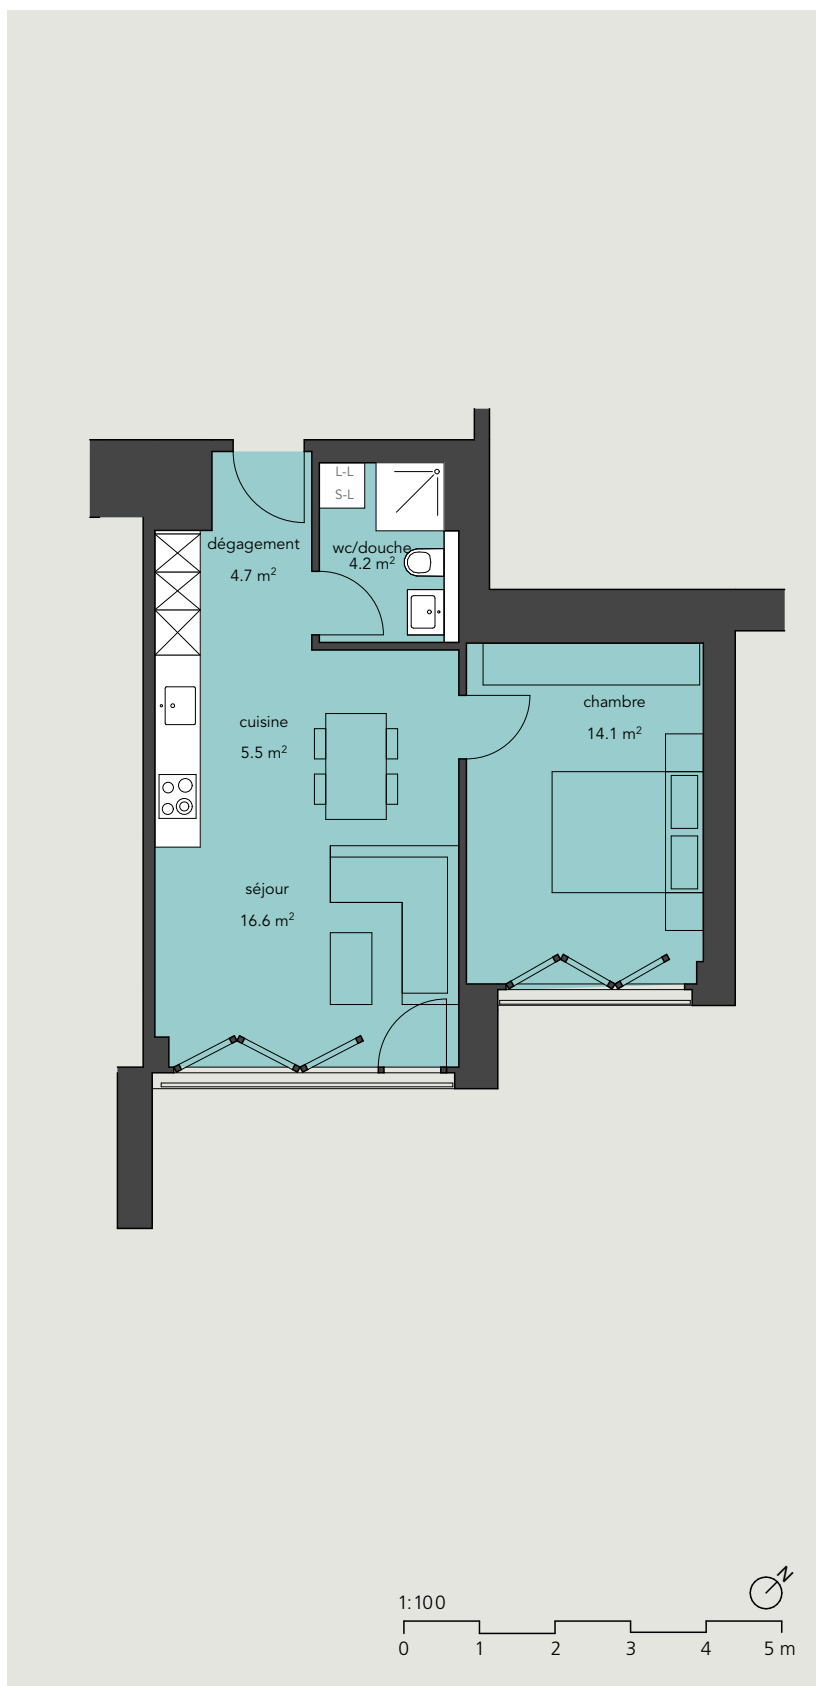 L-L
S-L
dégagement
4.7 m²
wc/douche
4.2 m²
chambre
14.1 m²
cuisine
5.5 m²
séjour
16.6 m²
N
1:100
0 1 2 3 4 5 m